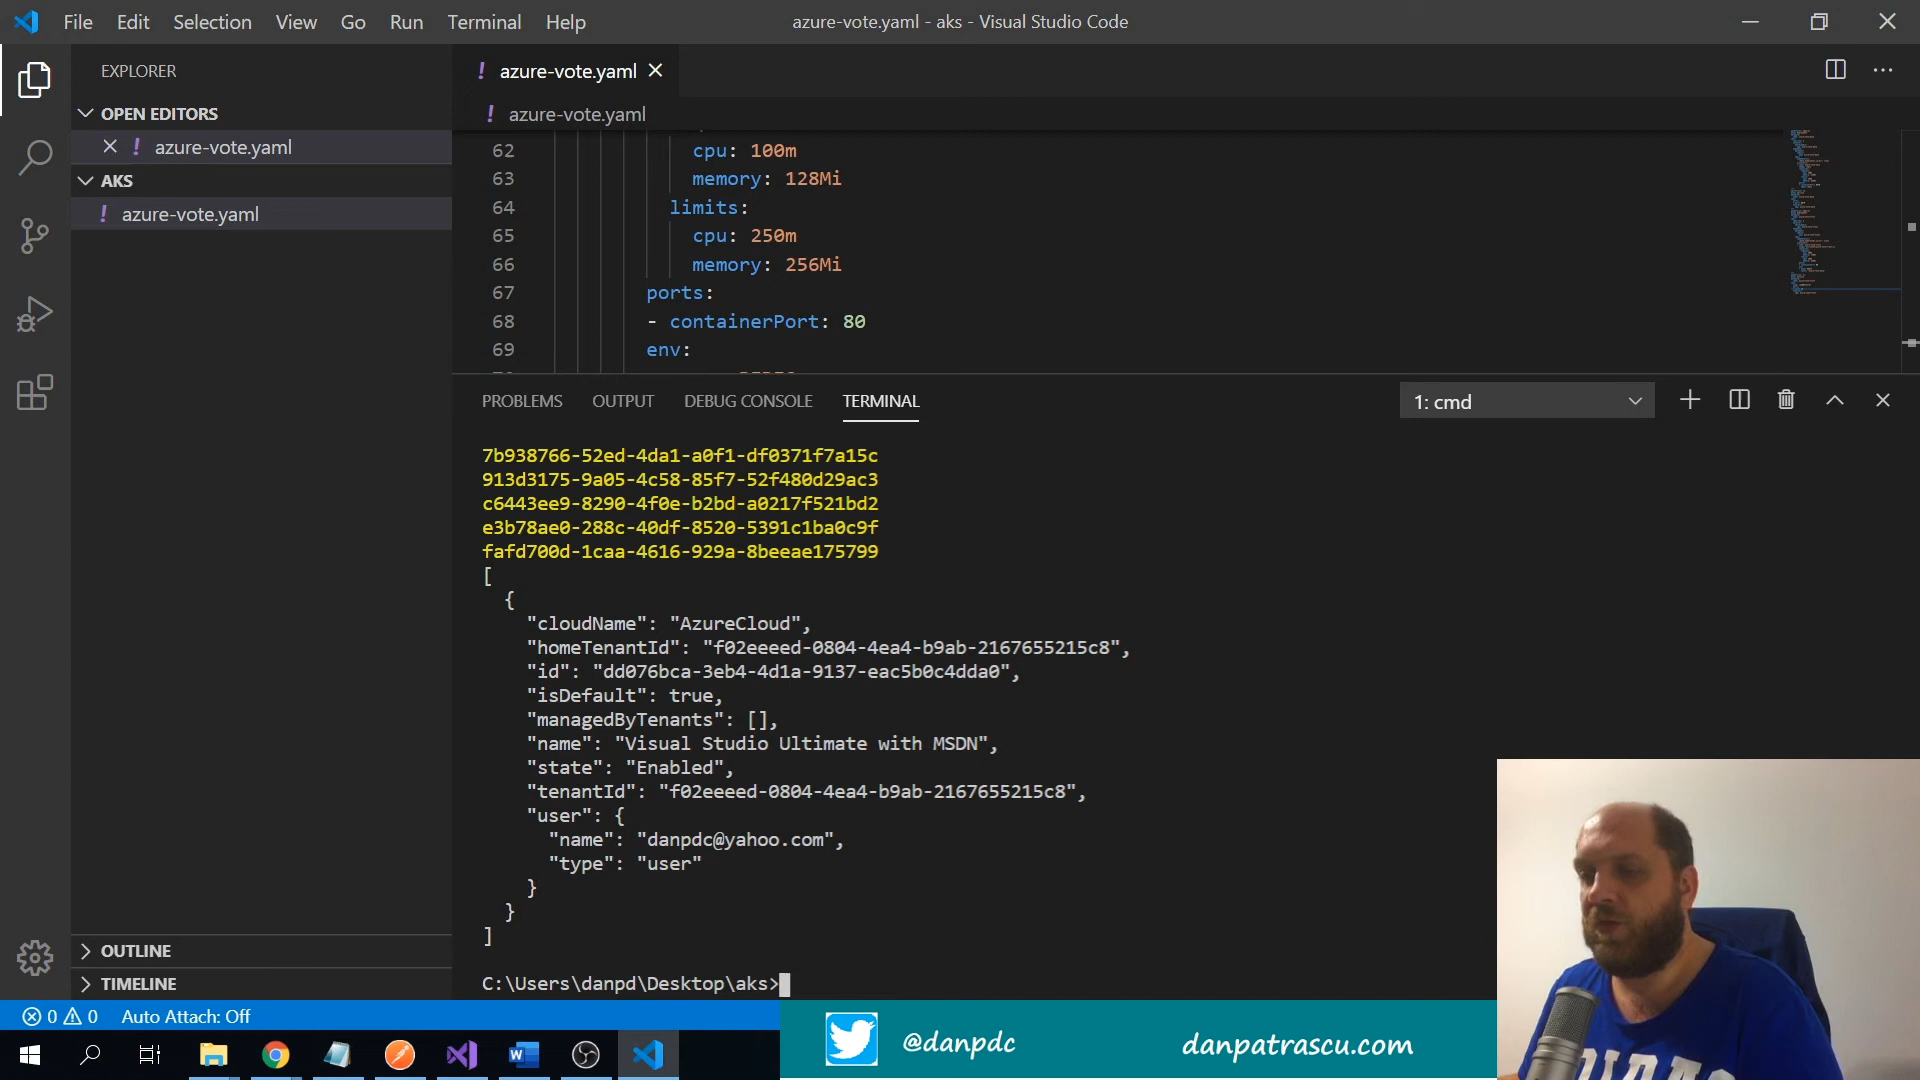 File Edit Selection View Go Run Terminal Help
azure-vote.yaml - aks - Visual Studio Code
EXPLORER
OPEN EDITORS
! azure-vote.yaml
AKS
! azure-vote.yaml
OUTLINE
TIMELINE
! azure-vote.yaml
! azure-vote.yaml
62 cpu: 100m
63 memory: 128Mi
64 limits:
65 cpu: 250m
66 memory: 256Mi
67 ports:
68 - containerPort: 80
69 env:
PROBLEMS OUTPUT DEBUG CONSOLE TERMINAL
1: cmd
7b938766-52ed-4da1-a0f1-df0371f7a15c
913d3175-9a05-4c58-85f7-52f480d29ac3
c6443ee9-8290-4f0e-b2bd-a0217f521bd2
e3b78ae0-288c-40df-8520-5391c1ba0c9f
fafd700d-1caa-4616-929a-8beeae175799
[
{
"cloudName": "AzureCloud",
"homeTenantId": "f02eeeed-0804-4ea4-b9ab-2167655215c8",
"id": "dd076bca-3eb4-4d1a-9137-eac5b0c4dda0",
"isDefault": true,
"managedByTenants": [],
"name": "Visual Studio Ultimate with MSDN",
"state": "Enabled",
"tenantId": "f02eeeed-0804-4ea4-b9ab-2167655215c8",
"user": {
"name": "danpdc@yahoo.com",
"type": "user"
}
}
]
C:\Users\danpd\Desktop\aks>
0 0 Auto Attach: Off
@danpdc
danpatrascu.com